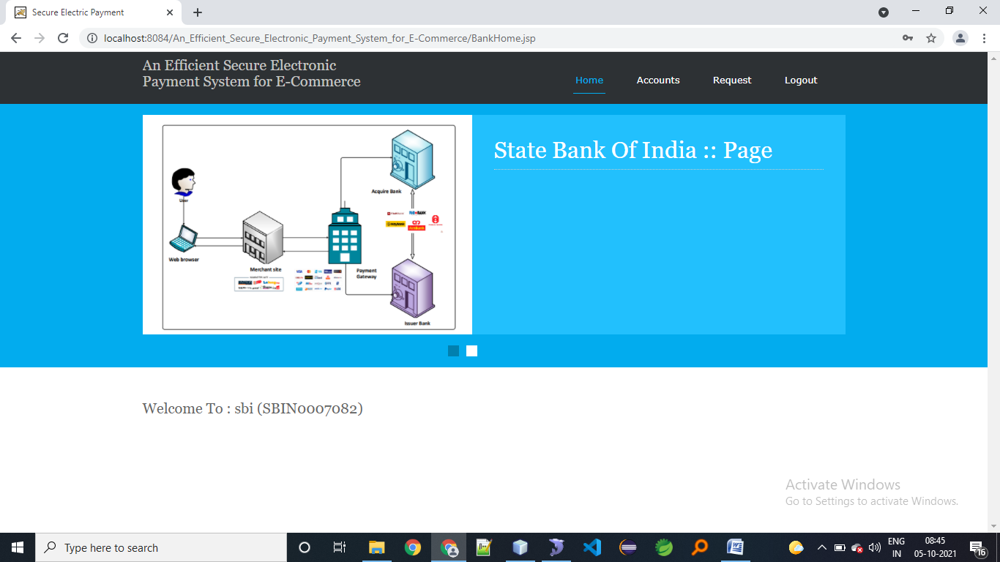 Secure Electric Payment
localhost:8084/An_Efficient_Secure_Electronic_Payment_System_for_E-Commerce/BankHome.jsp
An Efficient Secure Electronic
Payment System for E-Commerce
Home
Accounts
Request
Logout
State Bank Of India :: Page
Acquire Bank
User
Web browser
Merchant site
Payment
Gateway
Issuer Bank
Welcome To : sbi (SBIN0007082)
Activate Windows
Go to Settings to activate Windows.
Type here to search
ENG
IN
08:45
05-10-2021
16